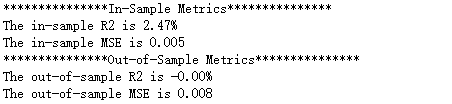 ***************In-Sample Metrics***************
The in-sample R2 is 2.47%
The in-sample MSE is 0.005
***************Out-of-Sample Metrics***************
The out-of-sample R2 is -0.00%
The out-of-sample MSE is 0.008